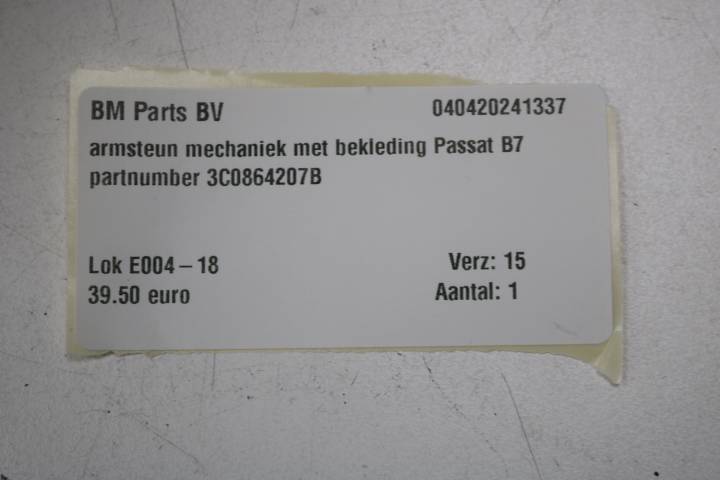 BM Parts BV 040420241337
armsteun mechaniek met bekleding Passat B7
partnumber 3C0864207B
Lok E004-18 Verz: 15
39.50 euro Aantal: 1